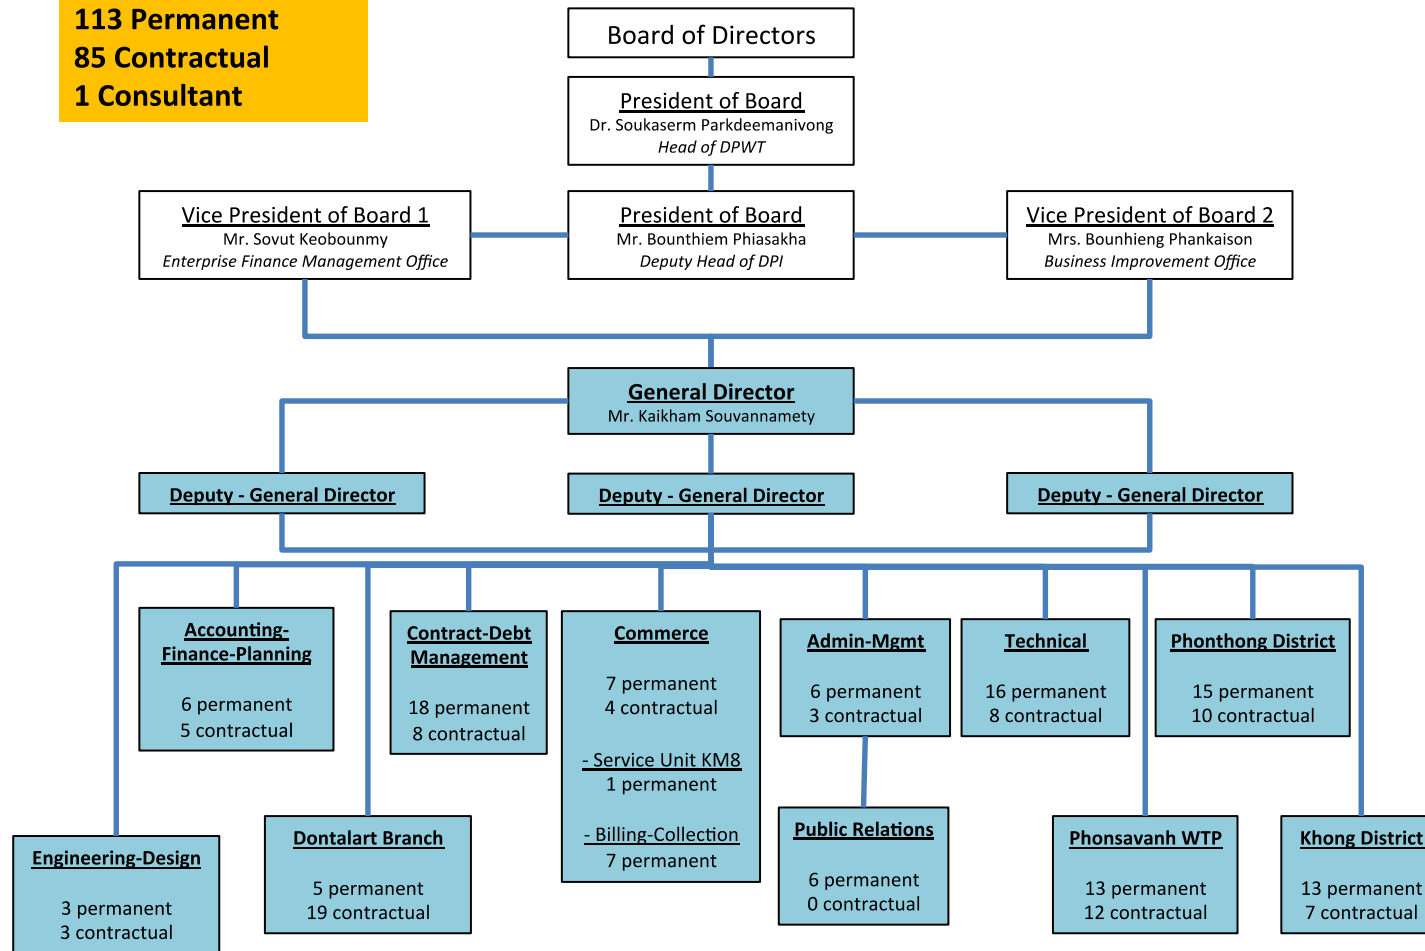 113 Permanent
85 Contractual
1 Consultant
Board of Directors
President of Board
Dr. Soukaserm Parkdeemanivong
Head of DPWT
Vice President of Board 1
Mr. Sovut Keobounmy
Enterprise Finance Management Office
President of Board
Mr. Bounthiem Phiasakha
Deputy Head of DPI
Vice President of Board 2
Mrs. Bounhieng Phankaison
Business Improvement Office
General Director
Mr. Kaikham Souvannamety
Deputy - General Director
Deputy - General Director
Deputy - General Director
Accounting-
Finance-Planning
6 permanent
5 contractual
Contract-Debt
Management
18 permanent
8 contractual
Commerce
7 permanent
4 contractual
- Service Unit KM8
1 permanent
- Billing-Collection
7 permanent
Admin-Mgmt
6 permanent
3 contractual
Technical
16 permanent
8 contractual
Phonthong District
15 permanent
10 contractual
Engineering-Design
3 permanent
3 contractual
Dontalart Branch
5 permanent
19 contractual
Public Relations
6 permanent
0 contractual
Phonsavanh WTP
13 permanent
12 contractual
Khong District
13 permanent
7 contractual